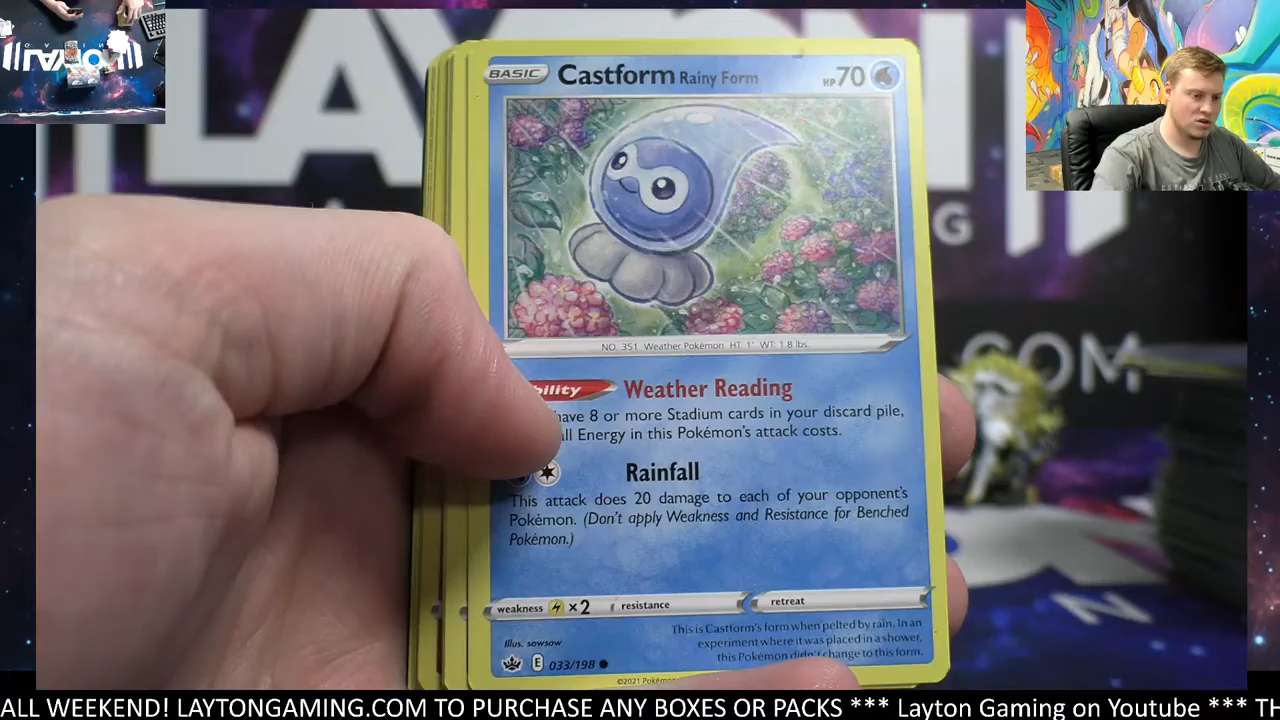 BASIC Castform Rainy Form HP 70
NO. 351 Weather Pokémon HT: 1' WT: 1.8 lbs.
bility Weather Reading
have 8 or more Stadium cards in your discard pile,
all Energy in this Pokémon's attack costs.
Rainfall
This attack does 20 damage to each of your opponent's
Pokémon. (Don't apply Weakness and Resistance for Benched
Pokémon.)
weakness ×2 resistance retreat
This is Castform's form when pelted by rain. In an
experiment where it was placed in a shower,
this Pokémon didn't change to this form.
Illus. sowsow
E 033/198
©2021 Pokémon
COM
ALL WEEKEND! LAYTONGAMING.COM TO PURCHASE ANY BOXES OR PACKS *** Layton Gaming on Youtube *** TH